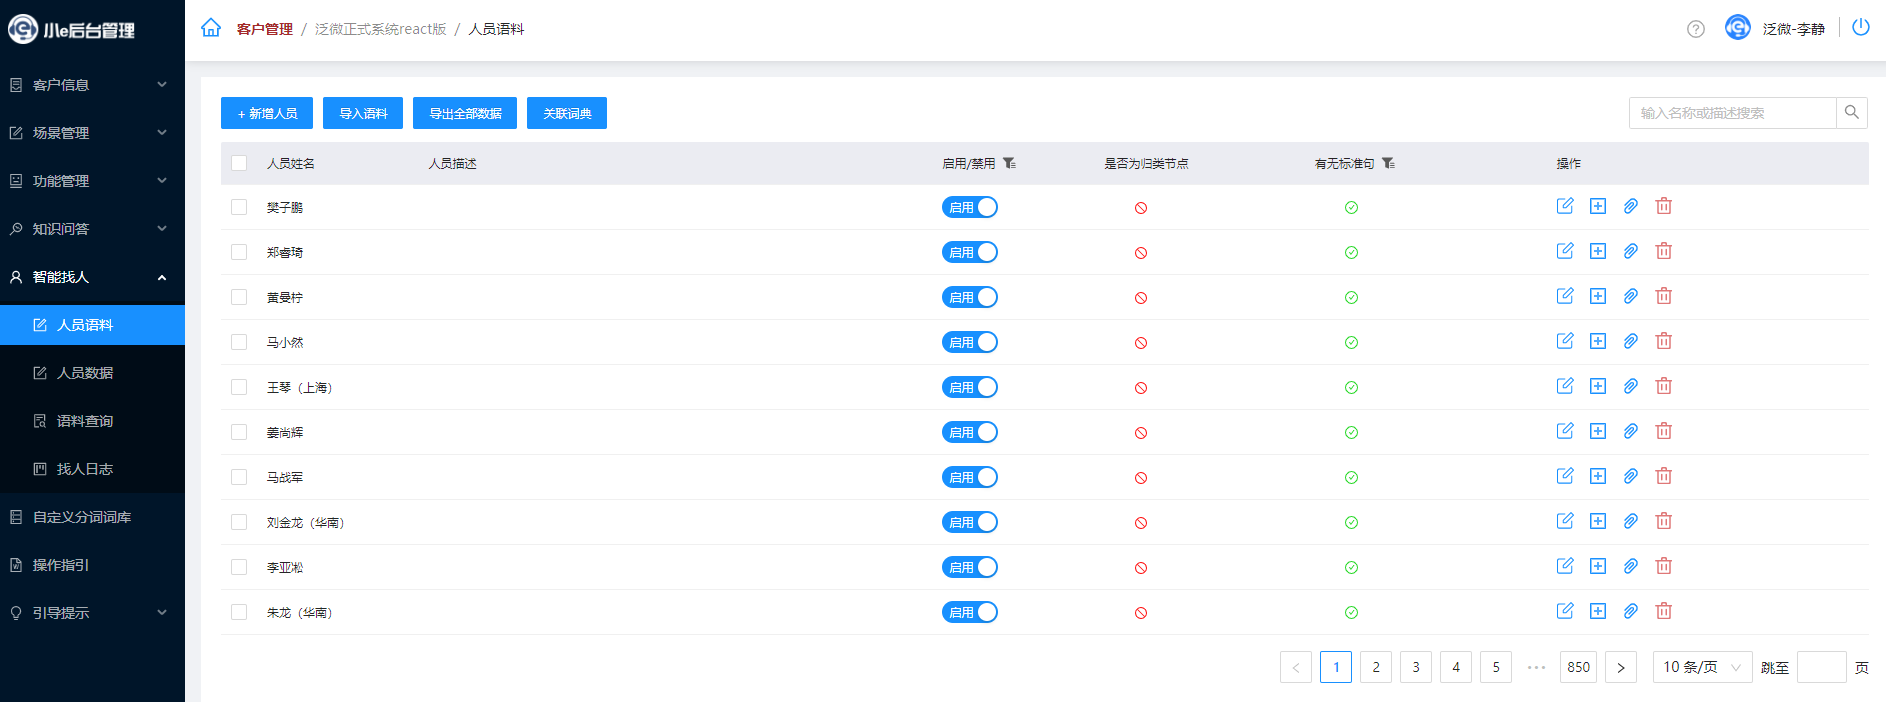 小e后台管理
客户管理 / 泛微正式系统react版 / 人员语料
泛微-李静
客户信息
场景管理
功能管理
知识问答
智能找人
人员语料
人员数据
语料查询
找人日志
自定义分词词库
操作指引
引导提示
+ 新增人员 导入语料 导出全部数据 关联词典
输入名称或描述搜索
人员姓名 人员描述 启用/禁用 是否为归类节点 有无标准句 操作
樊子鹏 启用
郑睿琦 启用
黄曼柠 启用
马小然 启用
王琴（上海） 启用
姜尚辉 启用
马战军 启用
刘金龙（华南） 启用
李亚凇 启用
朱龙（华南） 启用
< 1 2 3 4 5 ••• 850 > 10 条/页 跳至 页